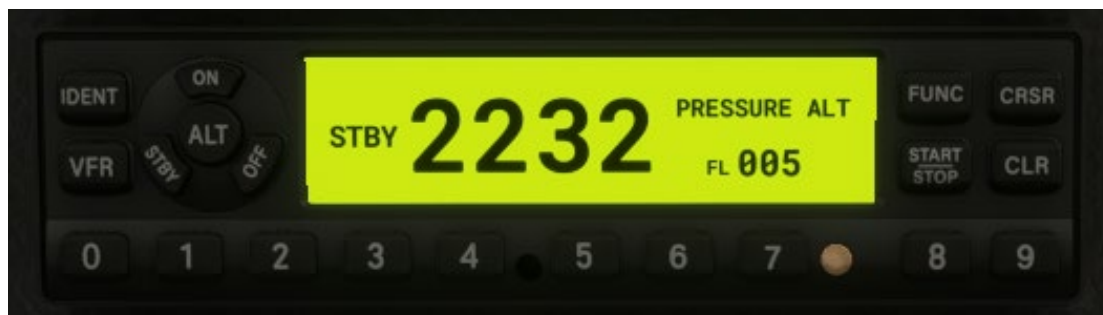 IDENT
ON
ALT
STBY
OFF
VFR
STBY
2232
PRESSURE ALT
FL 005
FUNC
CRSR
START
STOP
CLR
0 1 2 3 4 5 6 7 8 9